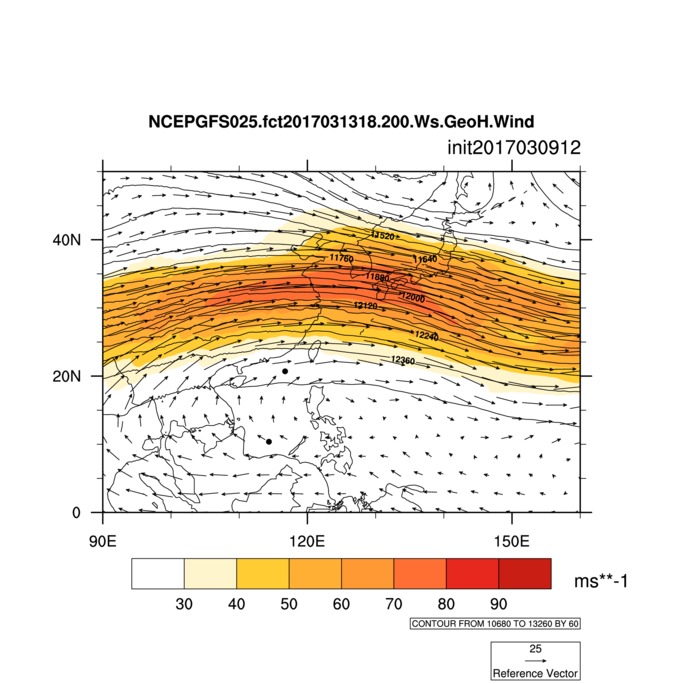 NCEPGFS025.fct2017031318.200.Ws.GeoH.Wind
init2017030912
40N
20N
0
11520
11760
11640
11880
12000
12120
12240
12360
90E 120E 150E
30 40 50 60 70 80 90
ms**-1
CONTOUR FROM 10680 TO 13260 BY 60
25
Reference Vector